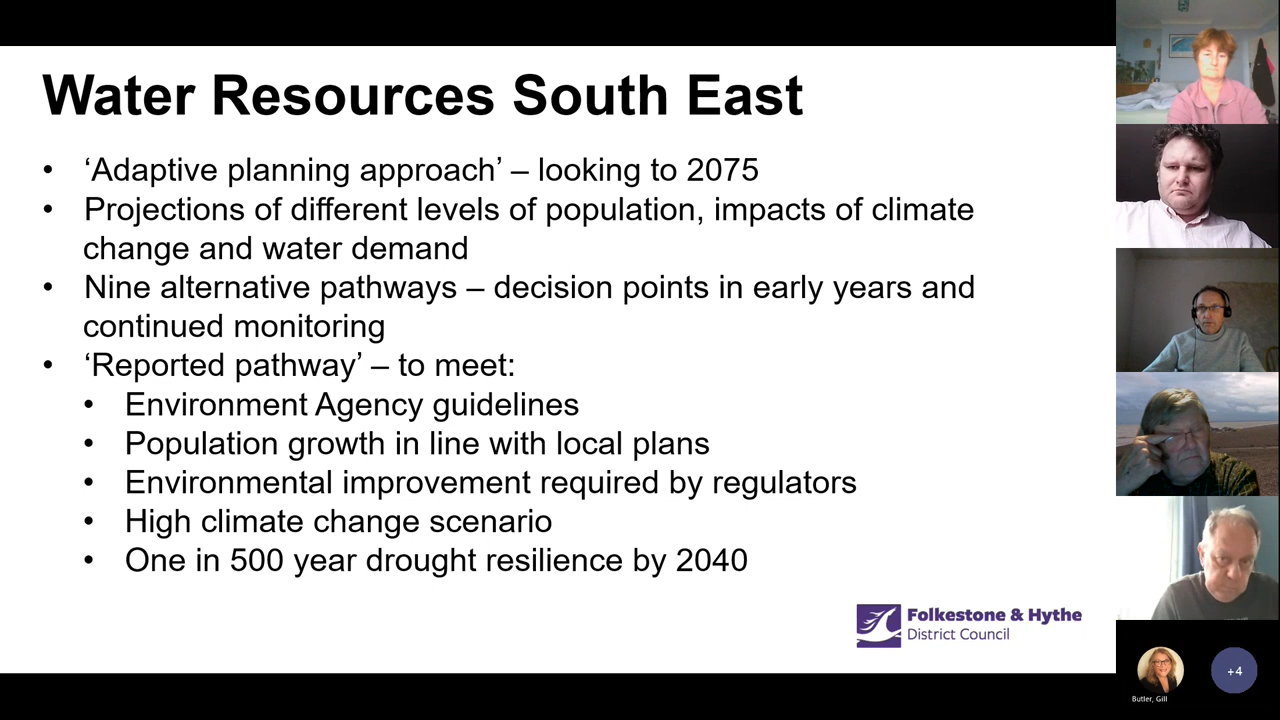 Water Resources South East
• ‘Adaptive planning approach’ – looking to 2075
• Projections of different levels of population, impacts of climate
change and water demand
• Nine alternative pathways – decision points in early years and
continued monitoring
• ‘Reported pathway’ – to meet:
• Environment Agency guidelines
• Population growth in line with local plans
• Environmental improvement required by regulators
• High climate change scenario
• One in 500 year drought resilience by 2040
Folkestone & Hythe
District Council
Butler, Gill
+4